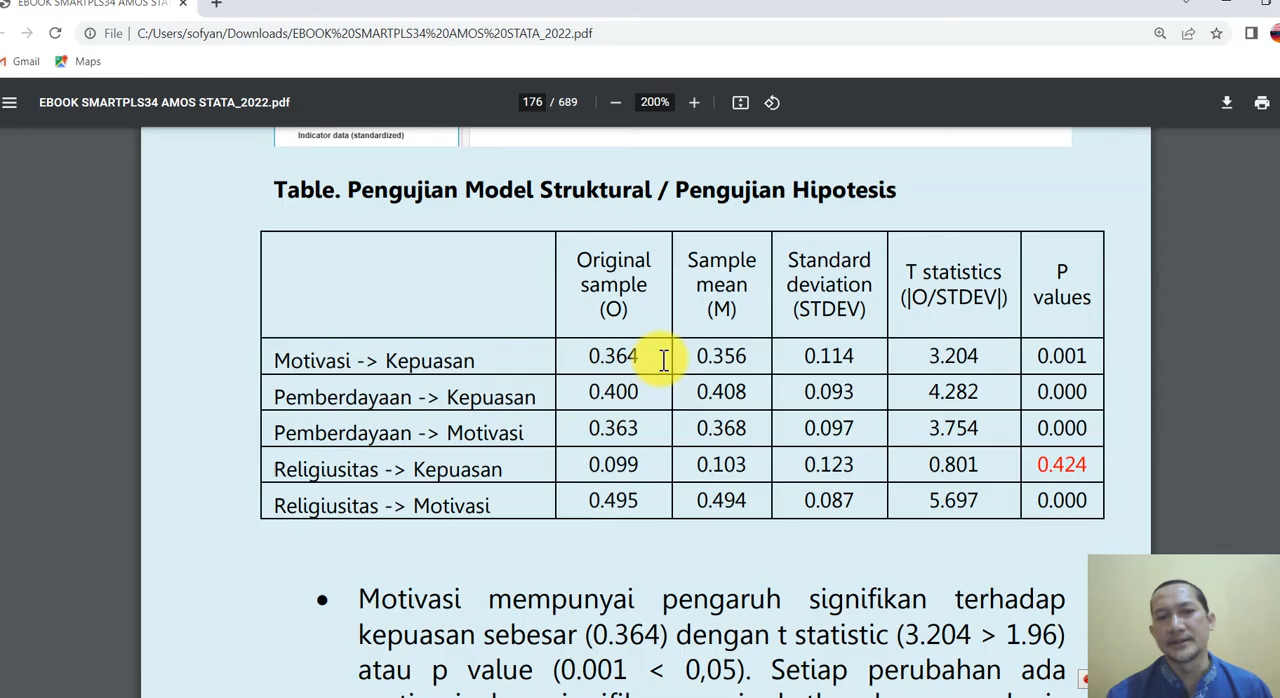 EBOOK SMARTPLS34 AMOS STA
File | C:/Users/sofyan/Downloads/EBOOK%20SMARTPLS34%20AMOS%20STATA_2022.pdf
Gmail Maps
EBOOK SMARTPLS34 AMOS STATA_2022.pdf 176 / 689 200%
Indicator data (standardized)
Table. Pengujian Model Struktural / Pengujian Hipotesis
Original sample (O) Sample mean (M) Standard deviation (STDEV) T statistics (|O/STDEV|) P values
Motivasi -> Kepuasan 0.364 0.356 0.114 3.204 0.001
Pemberdayaan -> Kepuasan 0.400 0.408 0.093 4.282 0.000
Pemberdayaan -> Motivasi 0.363 0.368 0.097 3.754 0.000
Religiusitas -> Kepuasan 0.099 0.103 0.123 0.801 0.424
Religiusitas -> Motivasi 0.495 0.494 0.087 5.697 0.000
• Motivasi mempunyai pengaruh signifikan terhadap
kepuasan sebesar (0.364) dengan t statistic (3.204 > 1.96)
atau p value (0.001 < 0,05). Setiap perubahan ada